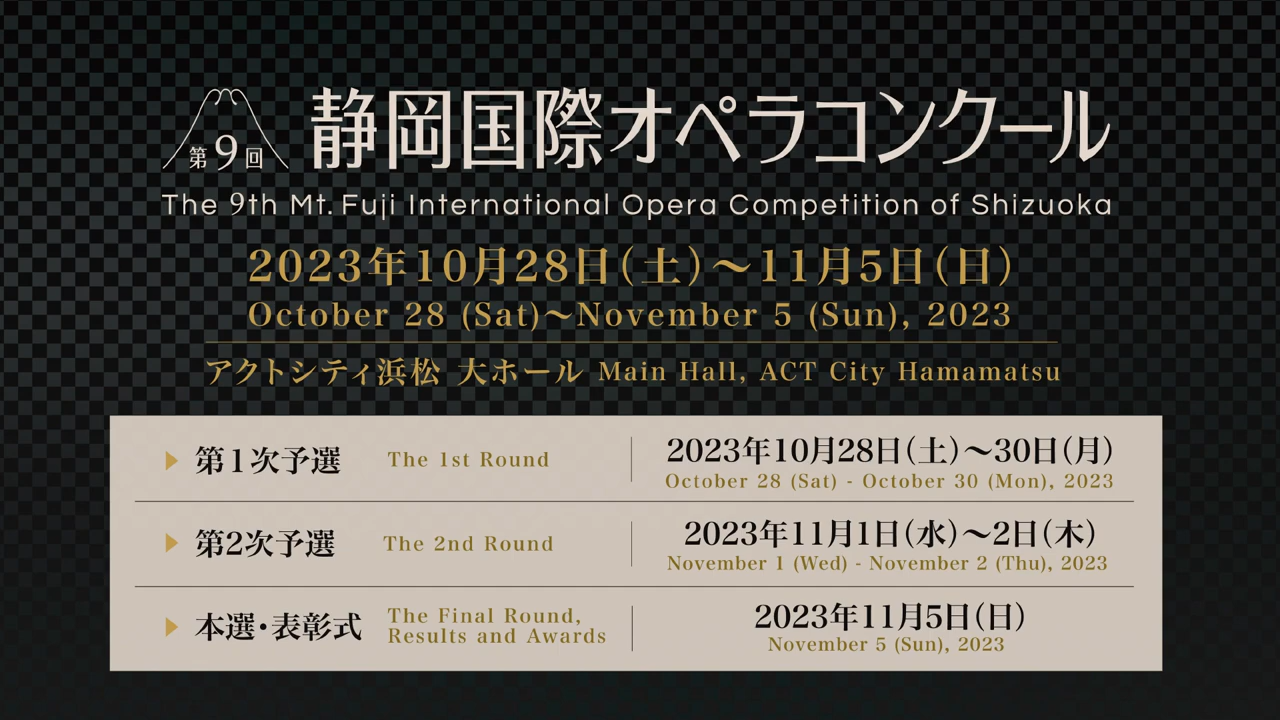 第9回
静岡国際オペラコンクール
The 9th Mt. Fuji International Opera Competition of Shizuoka
2023年10月28日(土)〜11月5日(日)
October 28 (Sat)〜November 5 (Sun), 2023
アクトシティ浜松 大ホール Main Hall, ACT City Hamamatsu
第1次予選 The 1st Round
2023年10月28日(土)〜30日(月)
October 28 (Sat) - October 30 (Mon), 2023
第2次予選 The 2nd Round
2023年11月1日(水)〜2日(木)
November 1 (Wed) - November 2 (Thu), 2023
本選・表彰式
The Final Round,
Results and Awards
2023年11月5日(日)
November 5 (Sun), 2023